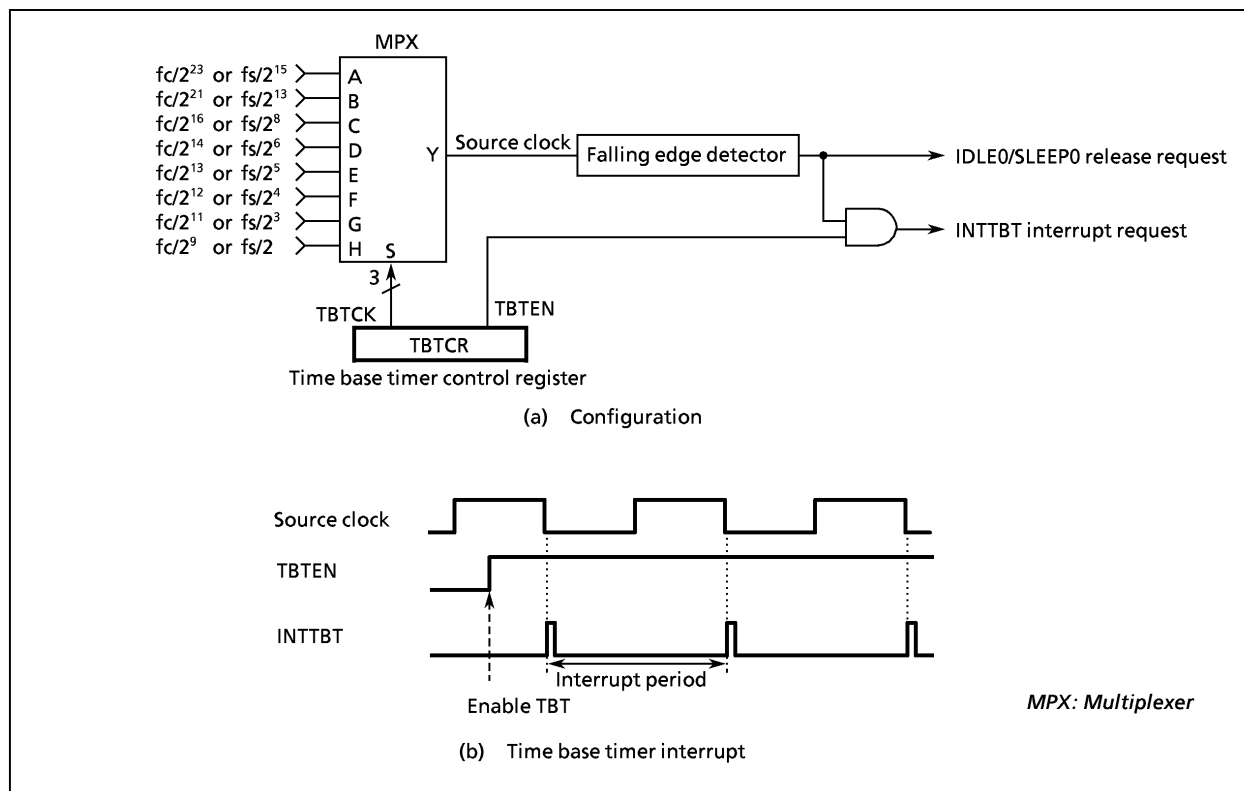 MPX
fc/2²³ or fs/2¹⁵ A
fc/2²¹ or fs/2¹³ B
fc/2¹⁶ or fs/2⁸ C
fc/2¹⁴ or fs/2⁶ D
fc/2¹³ or fs/2⁵ E
fc/2¹² or fs/2⁴ F
fc/2¹¹ or fs/2³ G
fc/2⁹ or fs/2 H
S
Y
Source clock
Falling edge detector
IDLE0/SLEEP0 release request
INTTBT interrupt request
3
TBTCK
TBTEN
TBTCR
Time base timer control register
(a) Configuration
Source clock
TBTEN
INTTBT
Interrupt period
Enable TBT
MPX: Multiplexer
(b) Time base timer interrupt